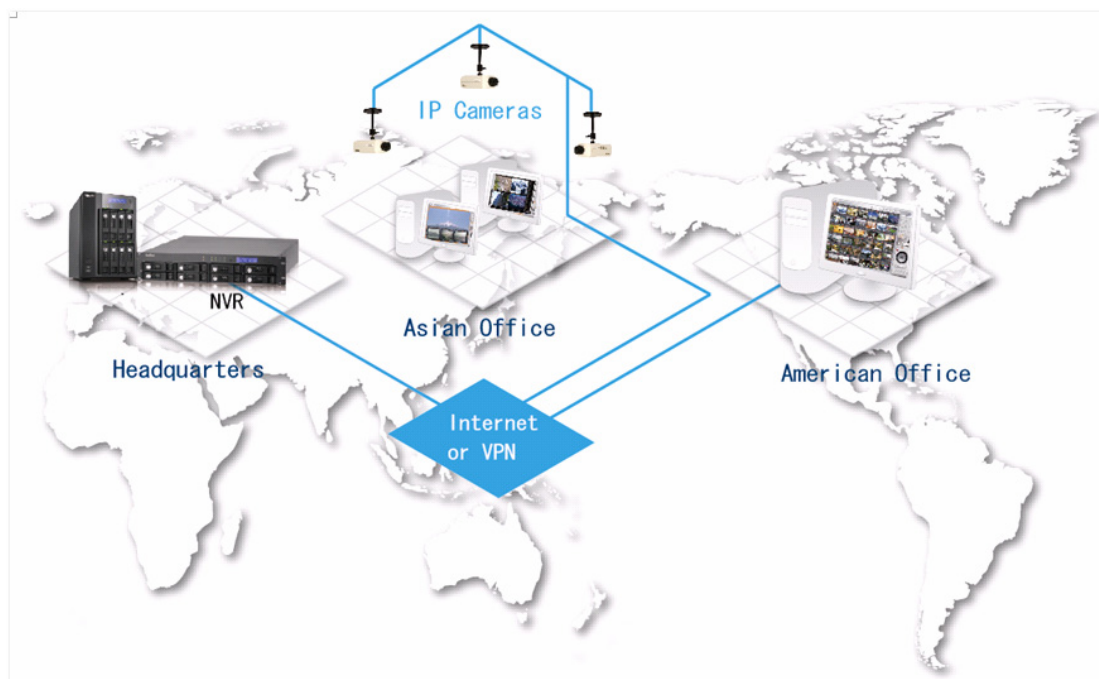 IP Cameras
NVR
Headquarters
Asian Office
American Office
Internet
or VPN